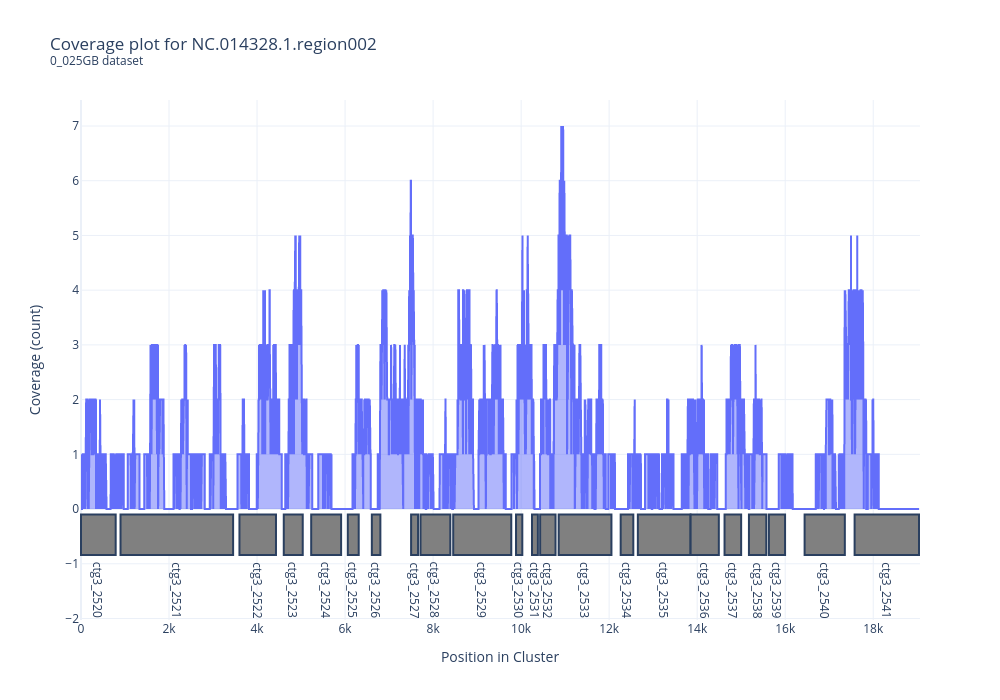 Coverage plot for NC.014328.1.region002
0_025GB dataset
Coverage (count)
7
6
5
4
3
2
1
0
−1
−2
ctg3_2520
ctg3_2521
ctg3_2522
ctg3_2523
ctg3_2524
ctg3_2525
ctg3_2526
ctg3_2527
ctg3_2528
ctg3_2529
ctg3_2530
ctg3_2531
ctg3_2532
ctg3_2533
ctg3_2534
ctg3_2535
ctg3_2536
ctg3_2537
ctg3_2538
ctg3_2539
ctg3_2540
ctg3_2541
0 2k 4k 6k 8k 10k 12k 14k 16k 18k
Position in Cluster